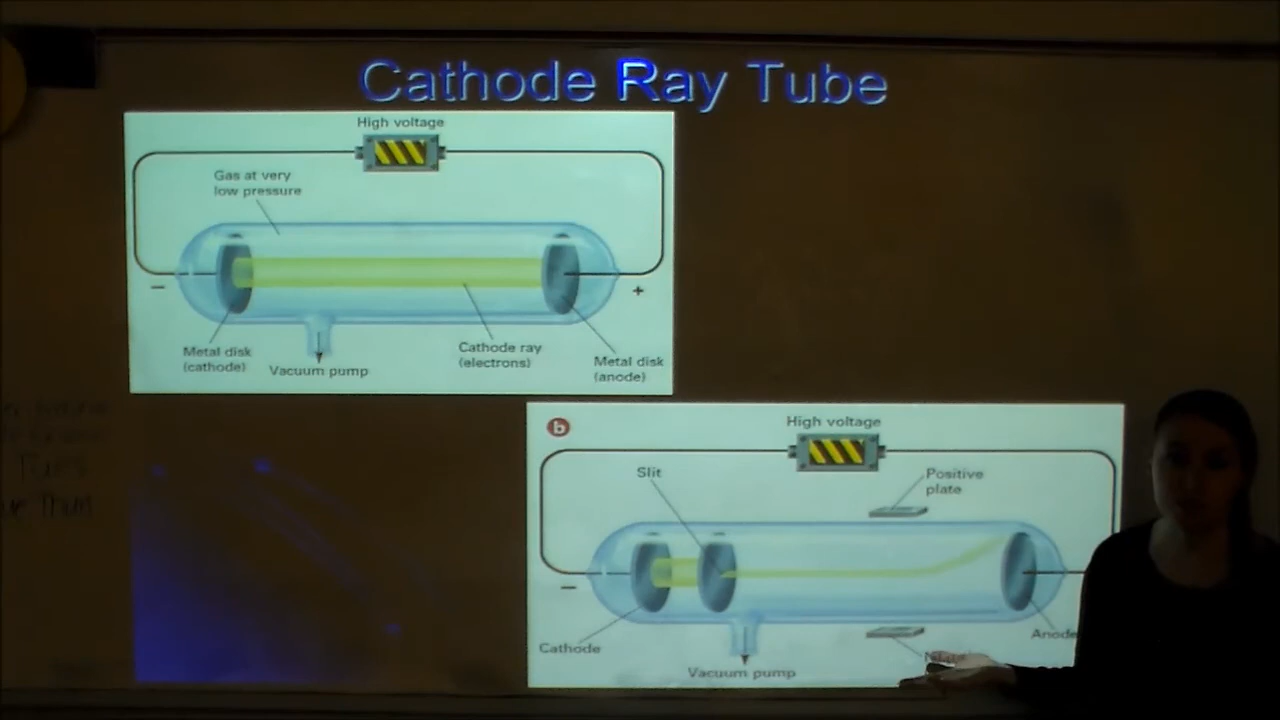 Cathode Ray Tube
High voltage
Gas at very
low pressure
−
+
Metal disk
(cathode)
Vacuum pump
Cathode ray
(electrons)
Metal disk
(anode)
b
High voltage
Slit
Positive
plate
−
Cathode
Vacuum pump
Anode